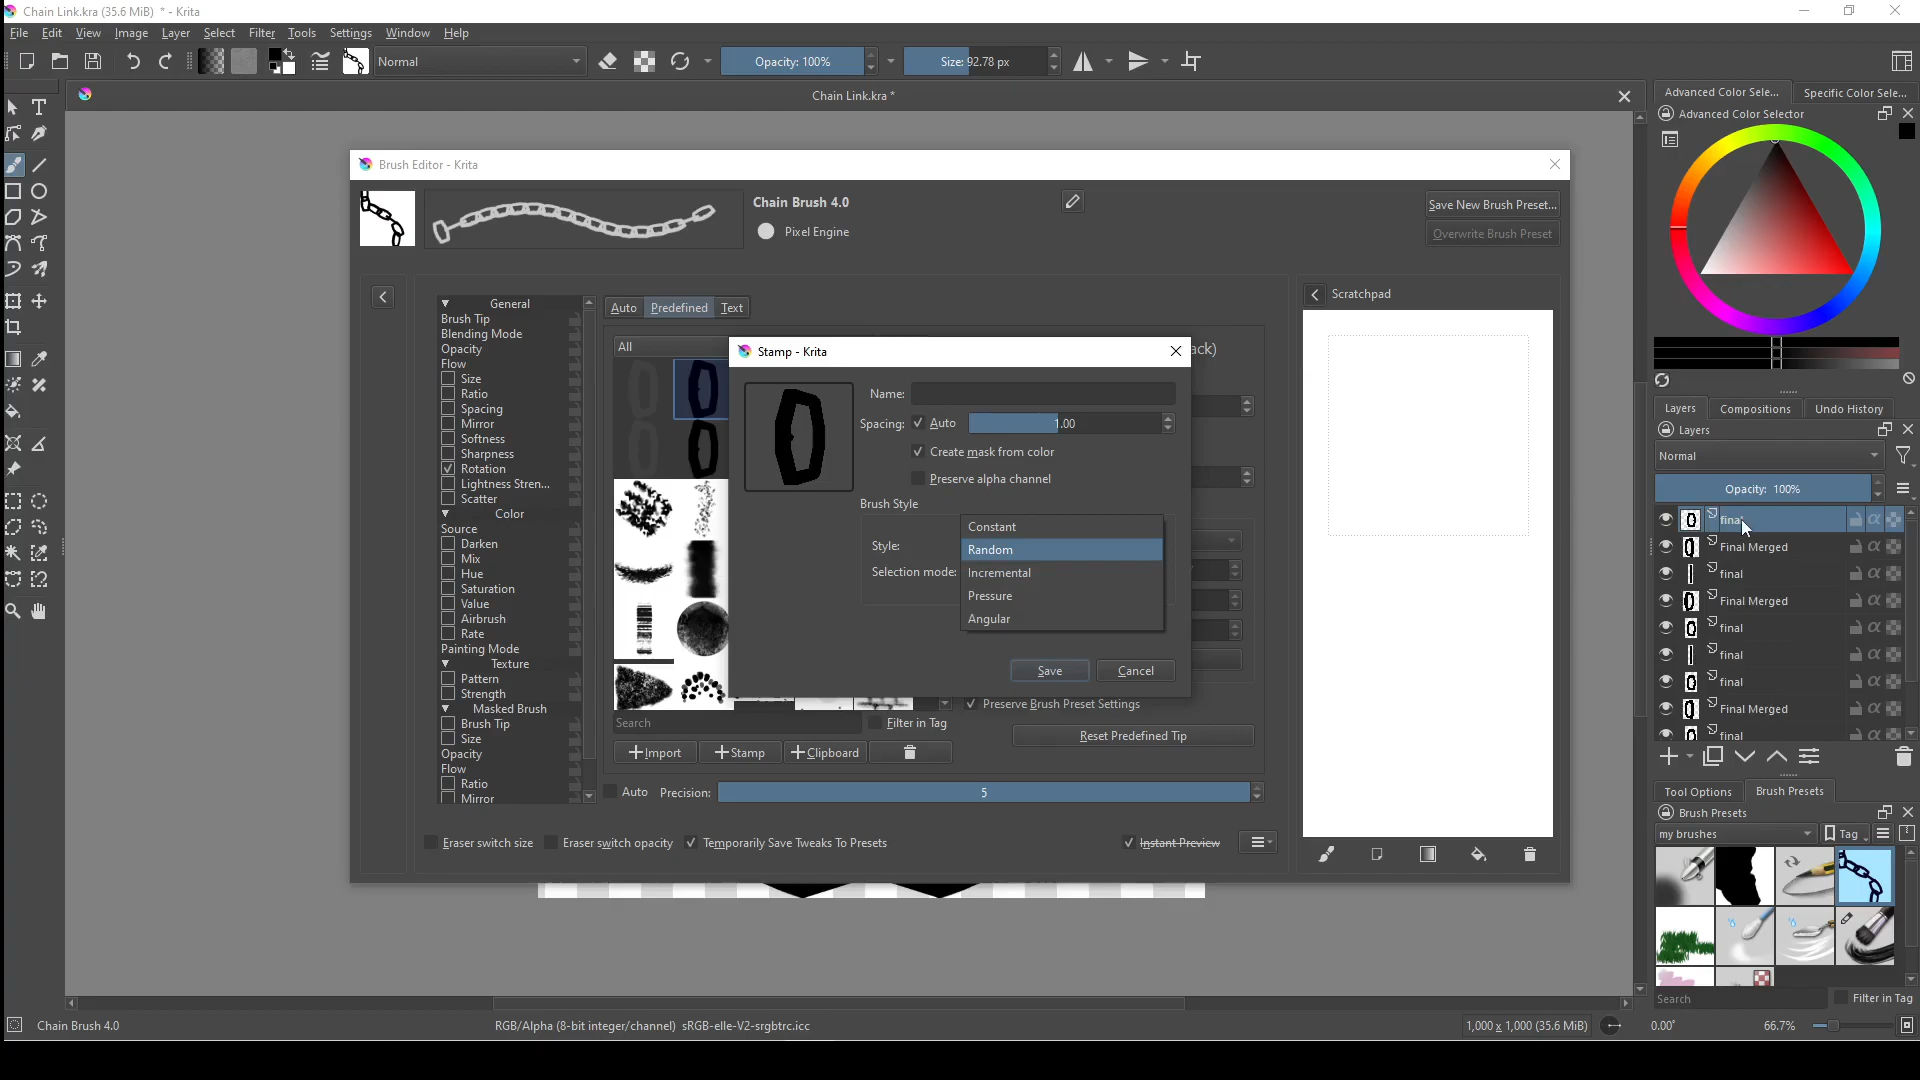 Chain Link.kra (35.6 MiB) * - Krita
File Edit View Image Layer Select Filter Tools Settings Window Help
Normal
Opacity: 100%
Size: 92.78 px
Chain Link.kra *
Advanced Color Sele...
Specific Color Sele...
Advanced Color Selector
Brush Editor - Krita
Chain Brush 4.0
Pixel Engine
Save New Brush Preset...
Overwrite Brush Preset
General
Brush Tip
Blending Mode
Opacity
Flow
Size
Ratio
Spacing
Mirror
Softness
Sharpness
Rotation
Lightness Stren...
Scatter
Color
Source
Darken
Mix
Hue
Saturation
Value
Airbrush
Rate
Painting Mode
Texture
Pattern
Strength
Masked Brush
Brush Tip
Size
Opacity
Flow
Ratio
Mirror
Auto Predefined Text
All
ack)
Stamp - Krita
Name:
Spacing: Auto 1.00
Create mask from color
Preserve alpha channel
Brush Style
Style:
Selection mode:
Constant
Random
Incremental
Pressure
Angular
Save Cancel
Preserve Brush Preset Settings
Search
Filter in Tag
Import Stamp Clipboard
Reset Predefined Tip
Auto Precision: 5
Eraser switch size Eraser switch opacity Temporarily Save Tweaks To Presets
Instant Preview
Scratchpad
Layers Compositions Undo History
Layers
Normal
Opacity: 100%
final
Final Merged
final
Final Merged
final
final
final
Final Merged
final
Tool Options Brush Presets
Brush Presets
my brushes
Tag
Search
Filter in Tag
Chain Brush 4.0
RGB/Alpha (8-bit integer/channel) sRGB-elle-V2-srgbtrc.icc
1,000 x 1,000 (35.6 MiB)
0.00°
66.7%